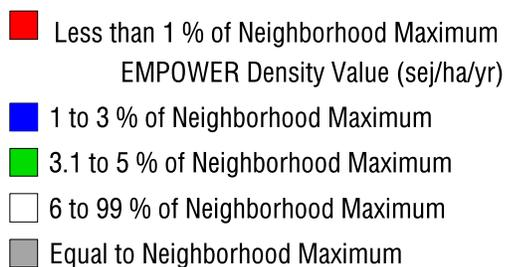 Less than 1 % of Neighborhood Maximum
EMPOWER Density Value (sej/ha/yr)
1 to 3 % of Neighborhood Maximum
3.1 to 5 % of Neighborhood Maximum
6 to 99 % of Neighborhood Maximum
Equal to Neighborhood Maximum